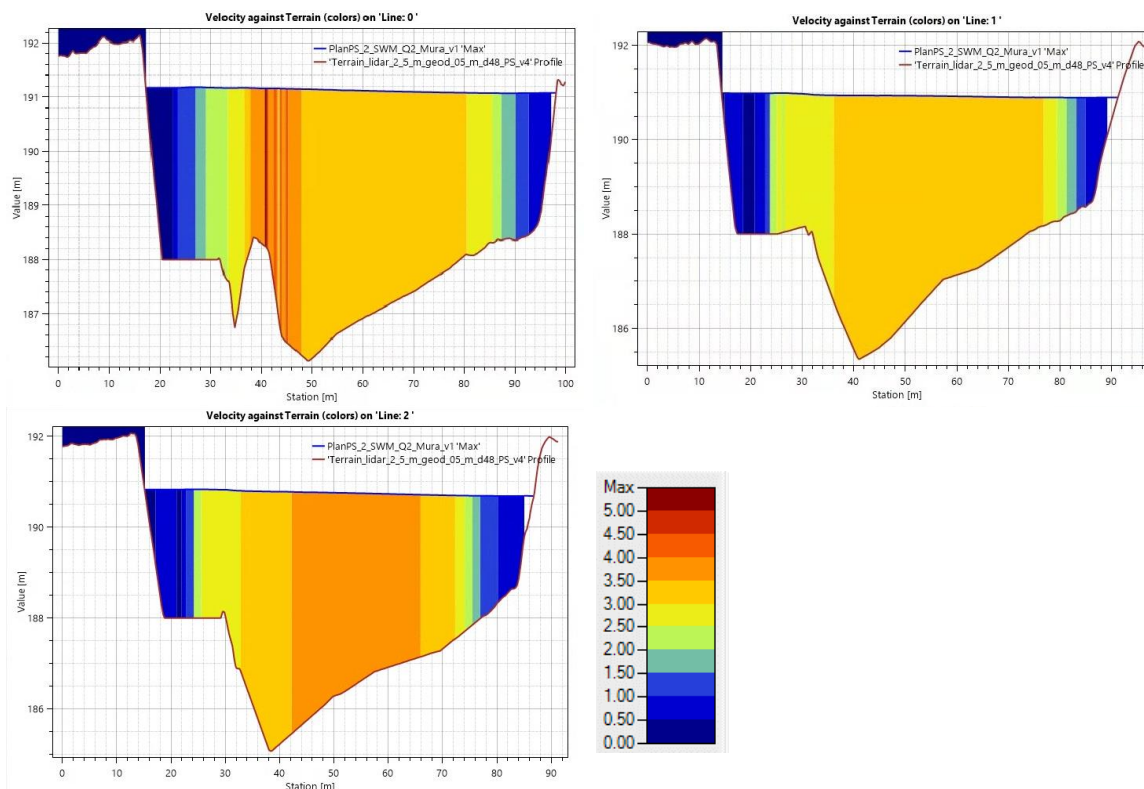 Velocity against Terrain (colors) on 'Line: 0 '
PlanPS_2_SWM_Q2_Mura_v1 'Max'
'Terrain_lidar_2_5_m_geod_05_m_d48_PS_v4' Profile
192
191
190
189
188
187
Value [m]
0 10 20 30 40 50 60 70 80 90 100
Station [m]
Velocity against Terrain (colors) on 'Line: 1 '
PlanPS_2_SWM_Q2_Mura_v1 'Max'
'Terrain_lidar_2_5_m_geod_05_m_d48_PS_v4' Profile
192
190
188
186
Value [m]
0 10 20 30 40 50 60 70 80 90
Station [m]
Velocity against Terrain (colors) on 'Line: 2 '
PlanPS_2_SWM_Q2_Mura_v1 'Max'
'Terrain_lidar_2_5_m_geod_05_m_d48_PS_v4' Profile
192
190
188
186
Value [m]
0 10 20 30 40 50 60 70 80 90
Station [m]
Max
5.00
4.50
4.00
3.50
3.00
2.50
2.00
1.50
1.00
0.50
0.00